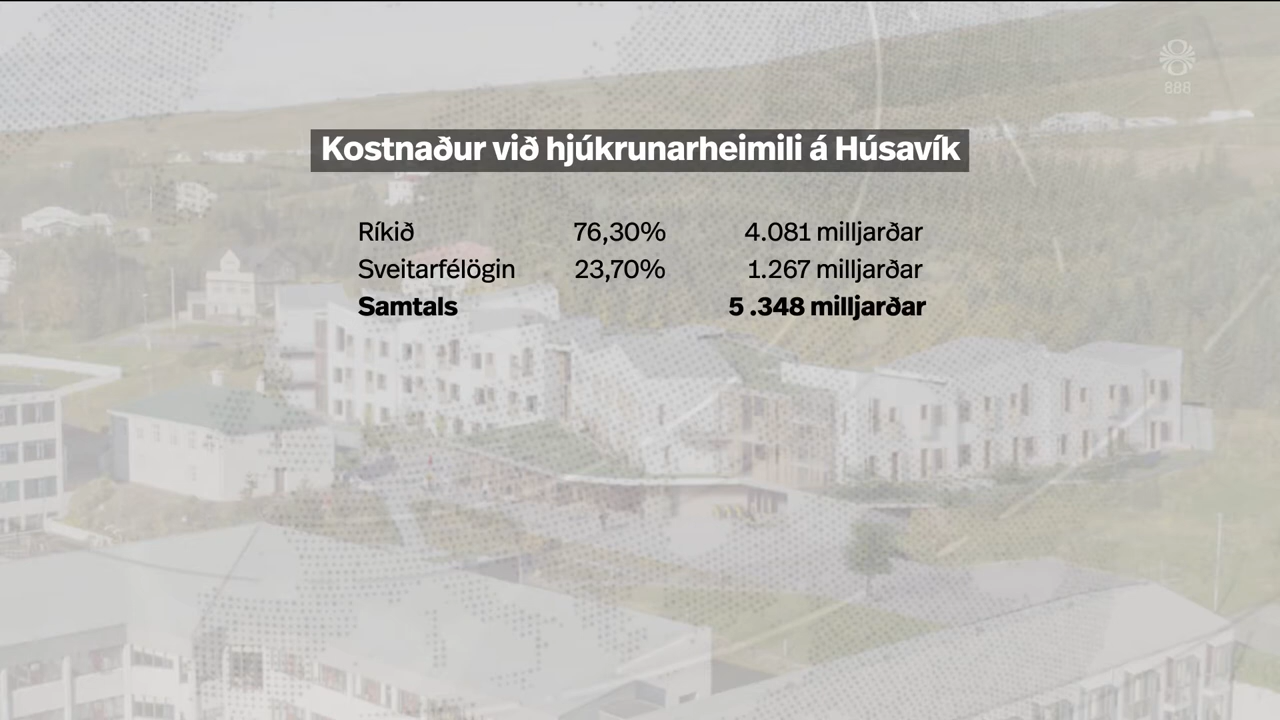 888
Kostnaður við hjúkrunarheimili á Húsavík
Ríkið 76,30% 4.081 milljarðar
Sveitarfélögin 23,70% 1.267 milljarðar
Samtals 5 .348 milljarðar